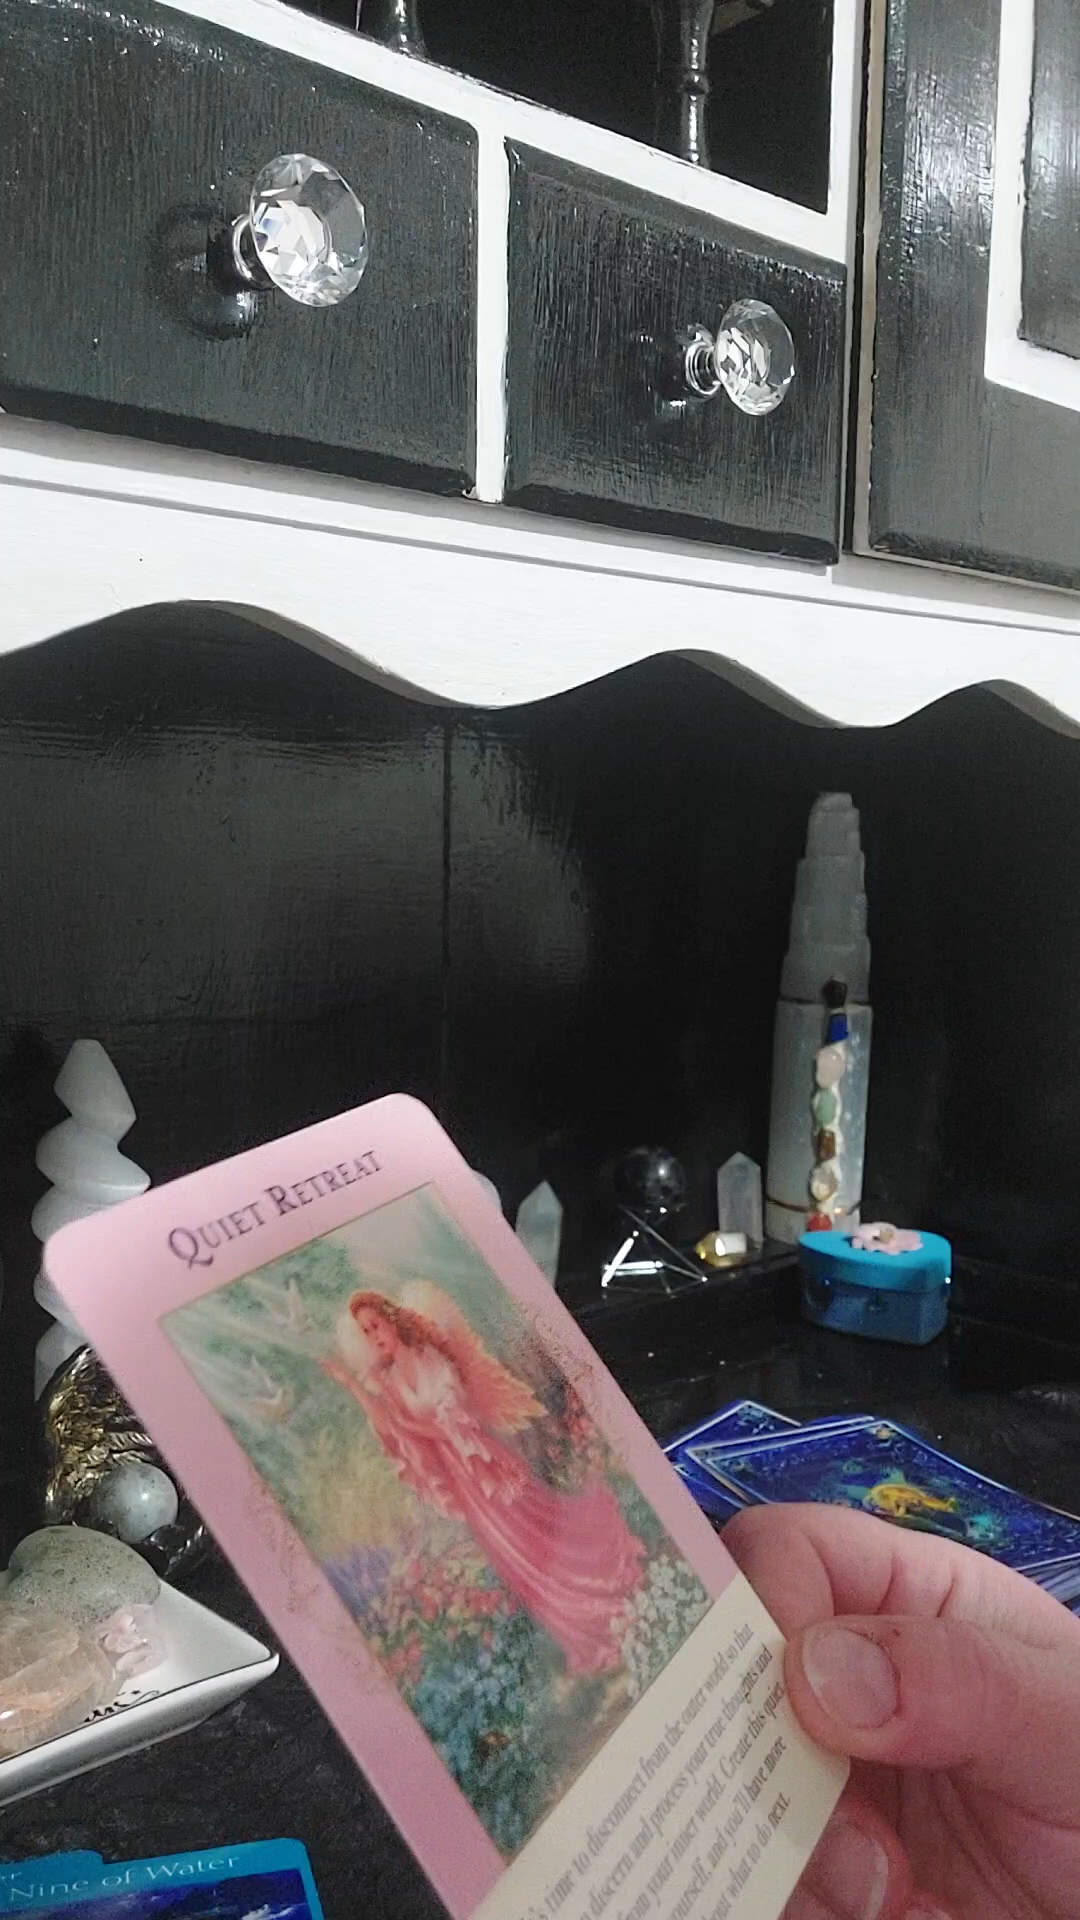 QUIET RETREAT
time to disconnect from the outer world so that
discern and process your true thoughts and
from your inner world. Create this quiet
yourself, and you'll have more
what to do next.
Nine of Water